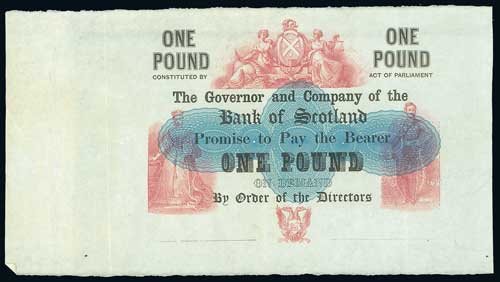 ONE POUND
CONSTITUTED BY
ONE POUND
ACT OF PARLIAMENT
The Governor and Company of the
Bank of Scotland
Promise to Pay the Bearer
ONE POUND
ON DEMAND
By Order of the Directors